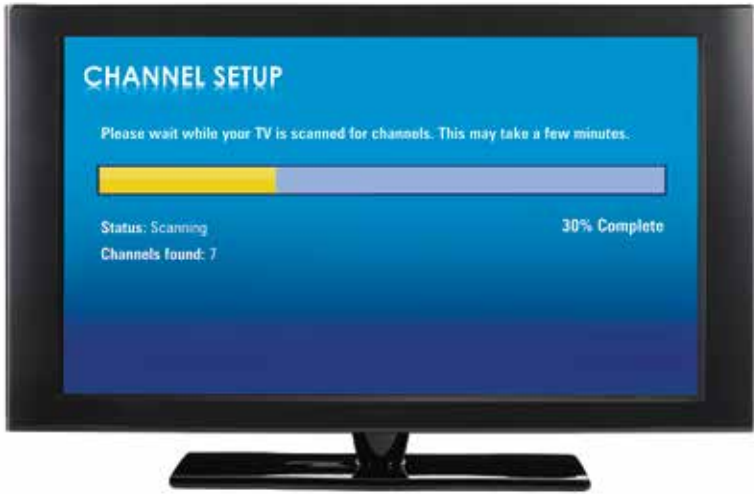 CHANNEL SETUP
Please wait while your TV is scanned for channels. This may take a few minutes.
Status: Scanning
30% Complete
Channels found: 7